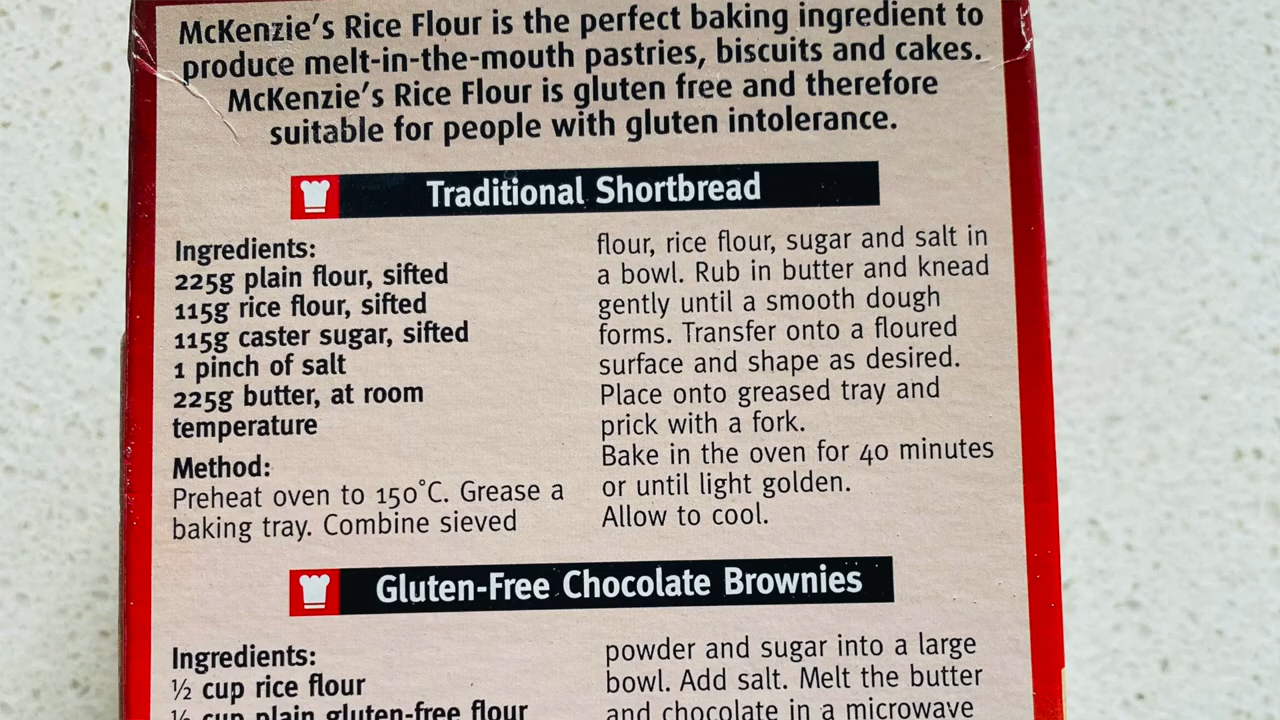 McKenzie's Rice Flour is the perfect baking ingredient to
produce melt-in-the-mouth pastries, biscuits and cakes.
McKenzie's Rice Flour is gluten free and therefore
suitable for people with gluten intolerance.
Traditional Shortbread
Ingredients:
225g plain flour, sifted
115g rice flour, sifted
115g caster sugar, sifted
1 pinch of salt
225g butter, at room
temperature
Method:
Preheat oven to 150°C. Grease a
baking tray. Combine sieved
flour, rice flour, sugar and salt in
a bowl. Rub in butter and knead
gently until a smooth dough
forms. Transfer onto a floured
surface and shape as desired.
Place onto greased tray and
prick with a fork.
Bake in the oven for 40 minutes
or until light golden.
Allow to cool.
Gluten-Free Chocolate Brownies
Ingredients:
½ cup rice flour
cup plain gluten-free flour
powder and sugar into a large
bowl. Add salt. Melt the butter
and chocolate in a microwave